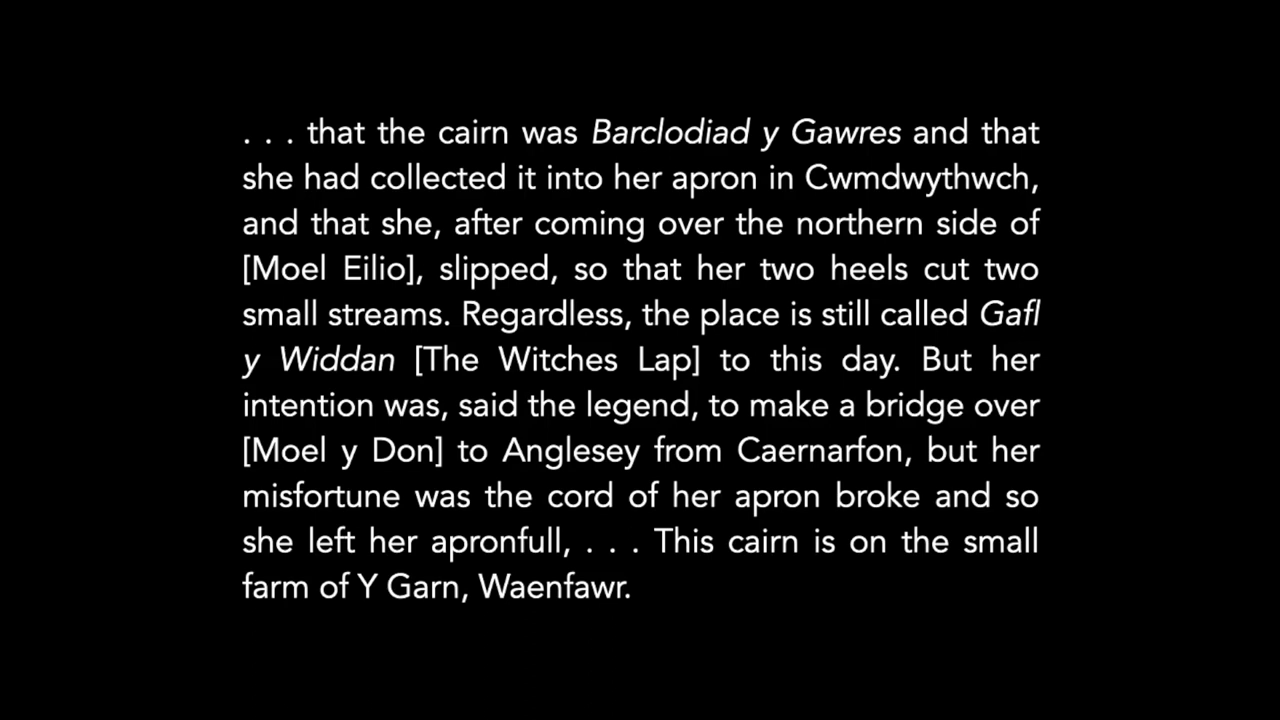 . . . that the cairn was Barclodiad y Gawres and that
she had collected it into her apron in Cwmdwythwch,
and that she, after coming over the northern side of
[Moel Eilio], slipped, so that her two heels cut two
small streams. Regardless, the place is still called Gafl
y Widdan [The Witches Lap] to this day. But her
intention was, said the legend, to make a bridge over
[Moel y Don] to Anglesey from Caernarfon, but her
misfortune was the cord of her apron broke and so
she left her apronfull, . . . This cairn is on the small
farm of Y Garn, Waenfawr.